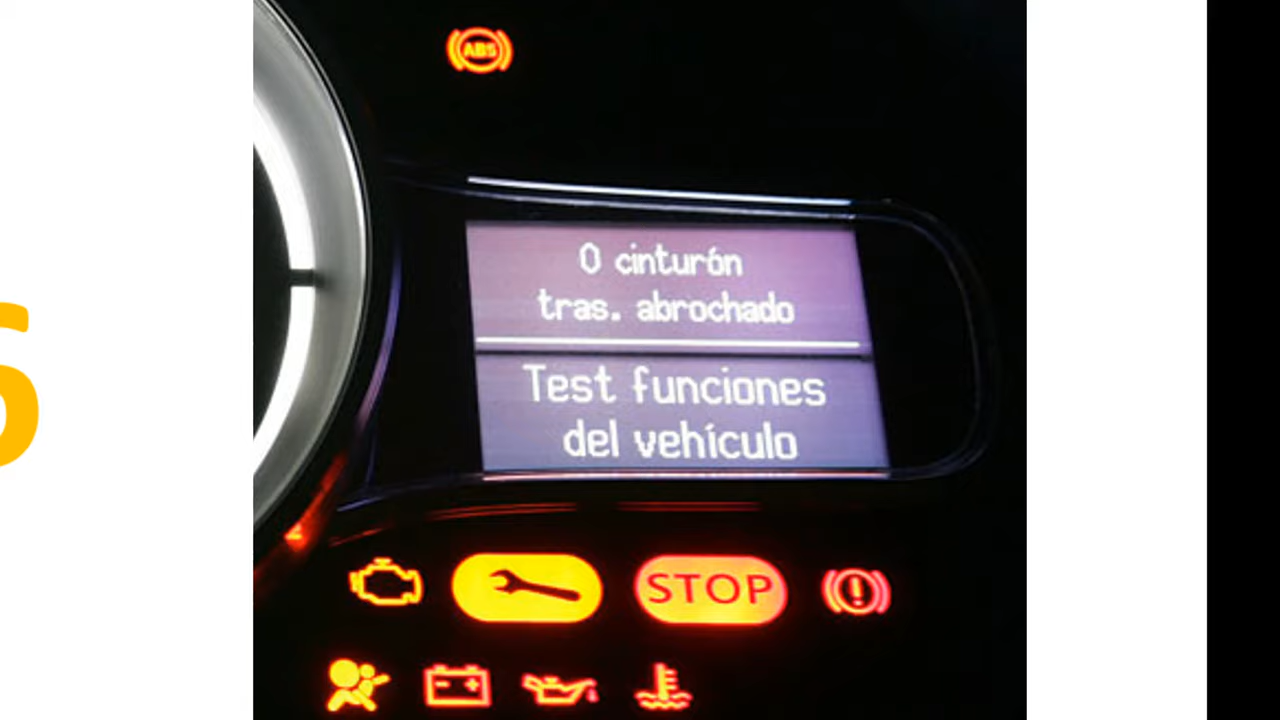 ABS
0 cinturón
tras. abrochado
Test funciones
del vehículo
STOP